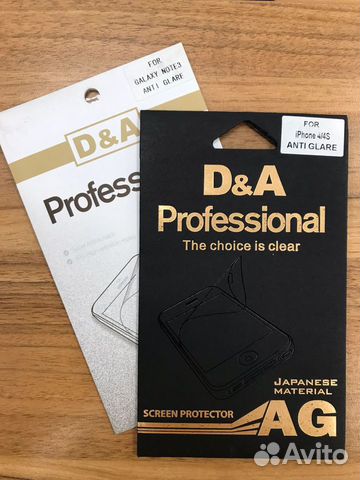 FOR
GALAXY NOTE3
ANTI GLARE
D&A
Profess
FOR
iPhone 4/4S
ANTI GLARE
D&A
Professional
The choice is clear
JAPANESE
MATERIAL
SCREEN PROTECTOR
AG
Avito